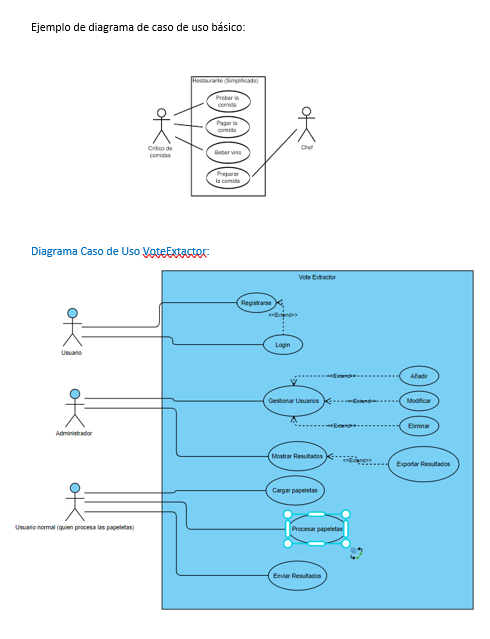 Ejemplo de diagrama de caso de uso básico:
Restaurante (Simplificado)
Probar la
comida
Pagar la
comida
Beber vino
Preparar
la comida
Crítico de
comidas
Chef
Diagrama Caso de Uso VoteExtactor:
Vote Extractor
Registrarse
<<Extend>>
Login
Usuario
<<Extend>>
Añadir
Gestionar Usuarios
<<Extend>>
Modificar
<<Extend>>
Eliminar
Administrador
Mostrar Resultados
<<Extend>>
Exportar Resultados
Cargar papeletas
Usuario normal (quien procesa las papeletas)
Procesar papeletas
Enviar Resultados